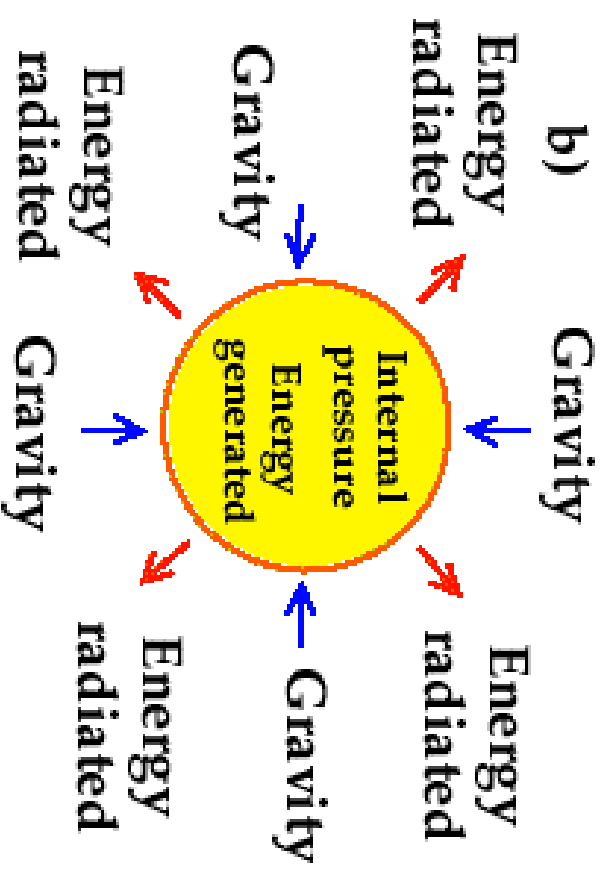 b)
Gravity
Energy
radiated
Energy
radiated
Gravity
Internal
pressure
Energy
generated
Gravity
Energy
radiated
Gravity
Energy
radiated